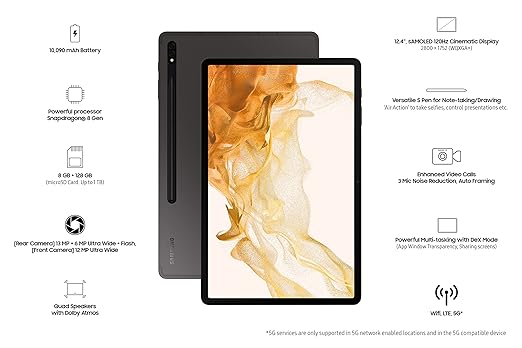 10,090 mAh Battery
Powerful processor
Snapdragon® 8 Gen
8 GB + 128 GB
(microSD Card Up to 1 TB)
[Rear Camera] 13 MP + 6 MP Ultra Wide + Flash,
[Front Camera] 12 MP Ultra Wide
Quad Speakers
with Dolby Atmos
SAMSUNG
12.4", sAMOLED 120Hz Cinematic Display
2800 × 1752 (WQXGA+)
Versatile S Pen for Note-taking/Drawing
'Air Action' to take selfies, control presentations etc.
Enhanced Video Calls
3 Mic Noise Reduction, Auto Framing
Powerful Multi-tasking with DeX Mode
(App Window Transparency, Sharing screens)
Wifi, LTE, 5G*
*5G services are only supported in 5G network enabled locations and in the 5G compatible device